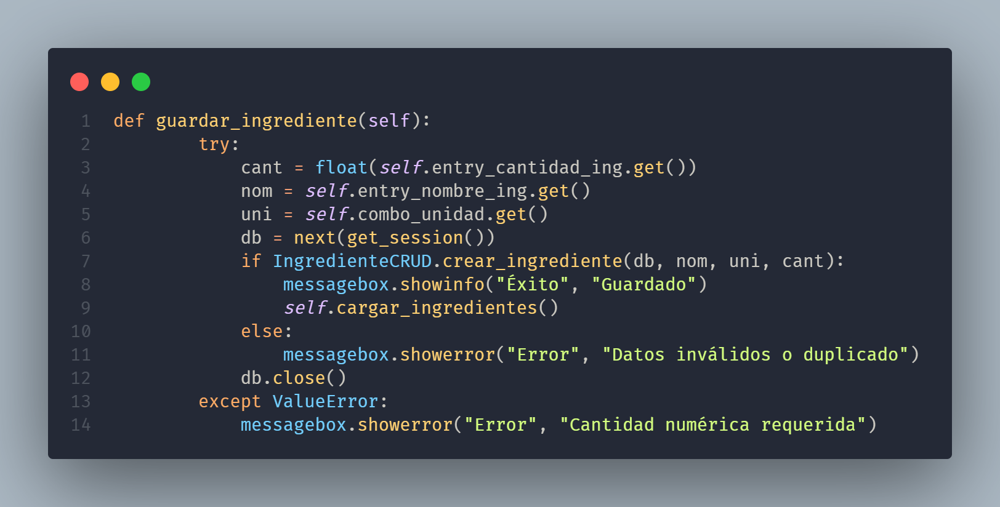 1 def guardar_ingrediente(self):
2         try:
3             cant = float(self.entry_cantidad_ing.get())
4             nom = self.entry_nombre_ing.get()
5             uni = self.combo_unidad.get()
6             db = next(get_session())
7             if IngredienteCRUD.crear_ingrediente(db, nom, uni, cant):
8                 messagebox.showinfo("Éxito", "Guardado")
9                 self.cargar_ingredientes()
10             else:
11                 messagebox.showerror("Error", "Datos inválidos o duplicado")
12             db.close()
13         except ValueError:
14             messagebox.showerror("Error", "Cantidad numérica requerida")